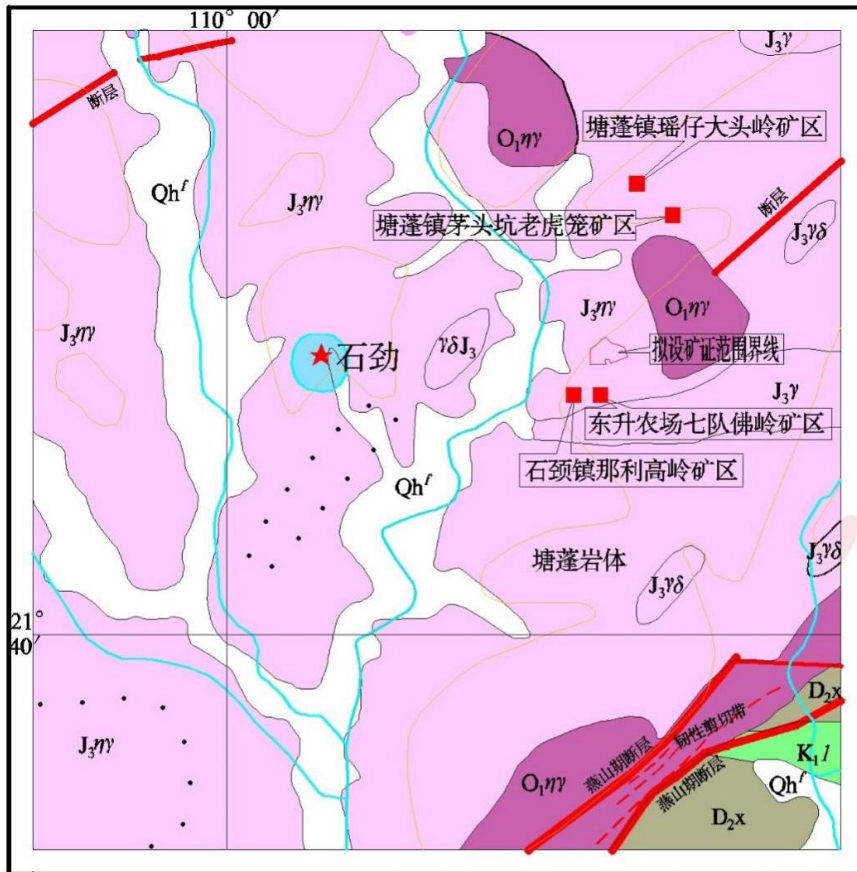 110° 00′
J₃γ
断层
塘蓬镇瑶仔大头岭矿区
O₁ηγ
Qhᶠ
J₃ηγ
塘蓬镇茅头坑老虎笼矿区
断层
J₃γδ
J₃ηγ
O₁ηγ
J₃ηγ
石劲
γδJ₃
拟设矿证范围界线
J₃γ
东升农场七队佛岭矿区
石颈镇那利高岭矿区
Qhᶠ
塘蓬岩体
J₃γδ
J₃γδ
21°
40′
D₂x
韧性剪切带
J₃ηγ
燕山期断层
K₁l
O₁ηγ
燕山期断层
Qhᶠ
D₂x